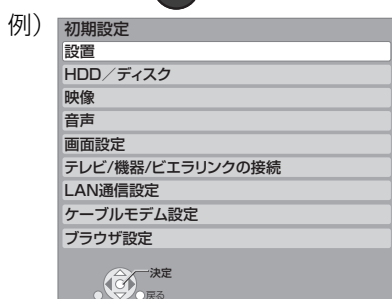 例)
初期設定
設置
HDD／ディスク
映像
音声
画面設定
テレビ/機器/ビエラリンクの接続
LAN通信設定
ケーブルモデム設定
ブラウザ設定
決定
戻る